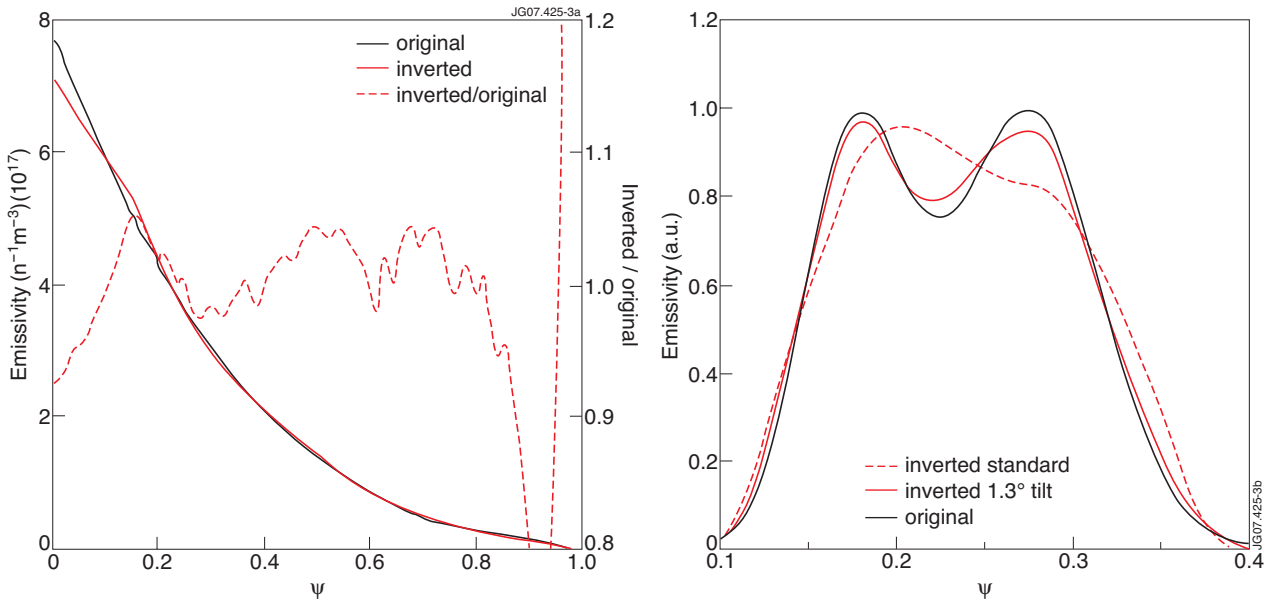 JG07.425-3a
8
6
4
2
0
Emissivity (n⁻¹m⁻³) (10¹⁷)
original
inverted
inverted/original
1.2
1.1
1.0
0.9
0.8
Inverted / original
0 0.2 0.4 0.6 0.8 1.0
ψ
1.2
1.0
0.8
0.6
0.4
0.2
0
Emissivity (a.u.)
inverted standard
inverted 1.3° tilt
original
0.1 0.2 0.3 0.4
ψ
JG07.425-3b